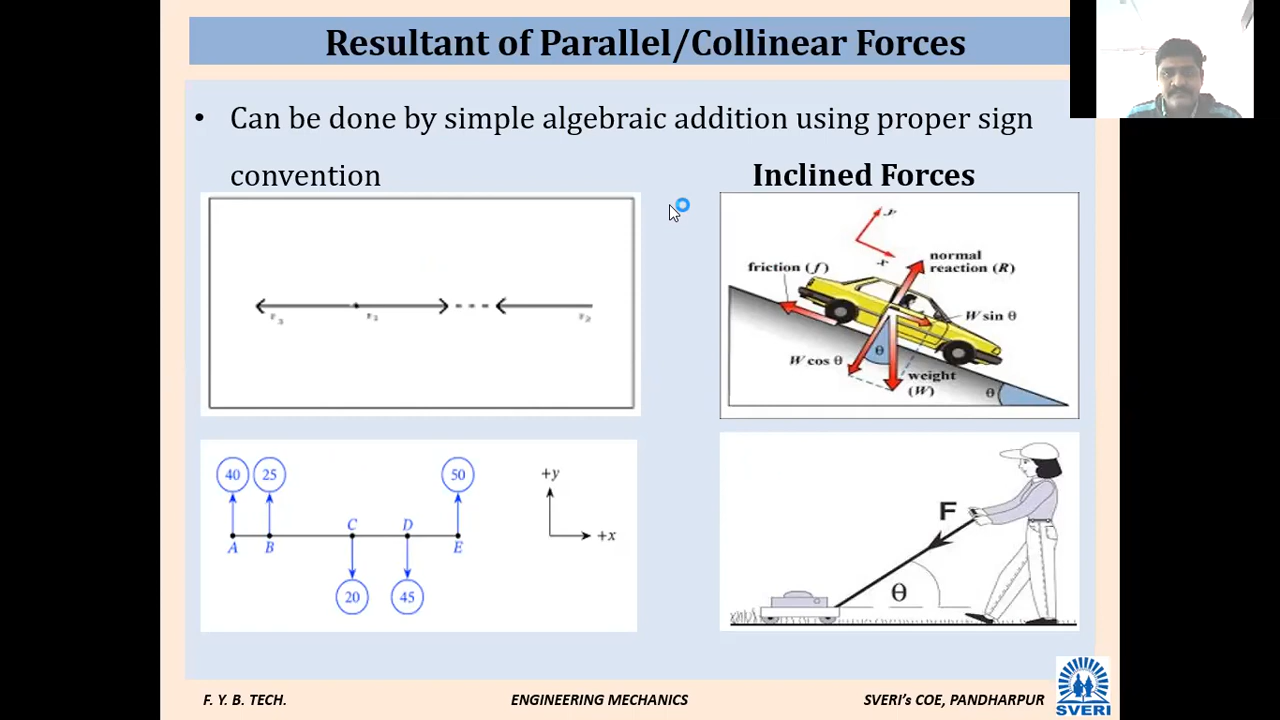 Resultant of Parallel/Collinear Forces
• Can be done by simple algebraic addition using proper sign
convention
Inclined Forces
y
x
friction (f)
normal
reaction (R)
W sin θ
θ
W cos θ
weight
(W)
θ
40 25 50
+y
C D
A B E
+x
20 45
F
θ
F. Y. B. TECH.
ENGINEERING MECHANICS
SVERI's COE, PANDHARPUR
SVERI